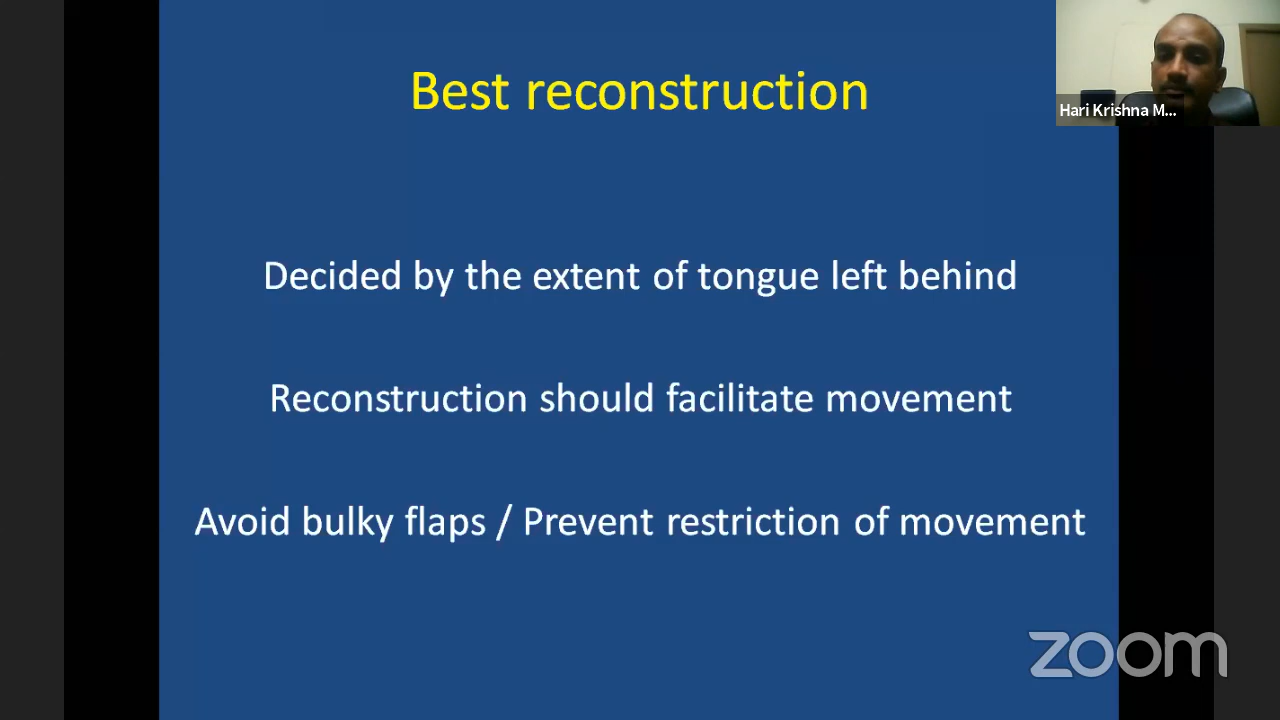 Best reconstruction
Hari Krishna M...
Decided by the extent of tongue left behind
Reconstruction should facilitate movement
Avoid bulky flaps / Prevent restriction of movement
zoom